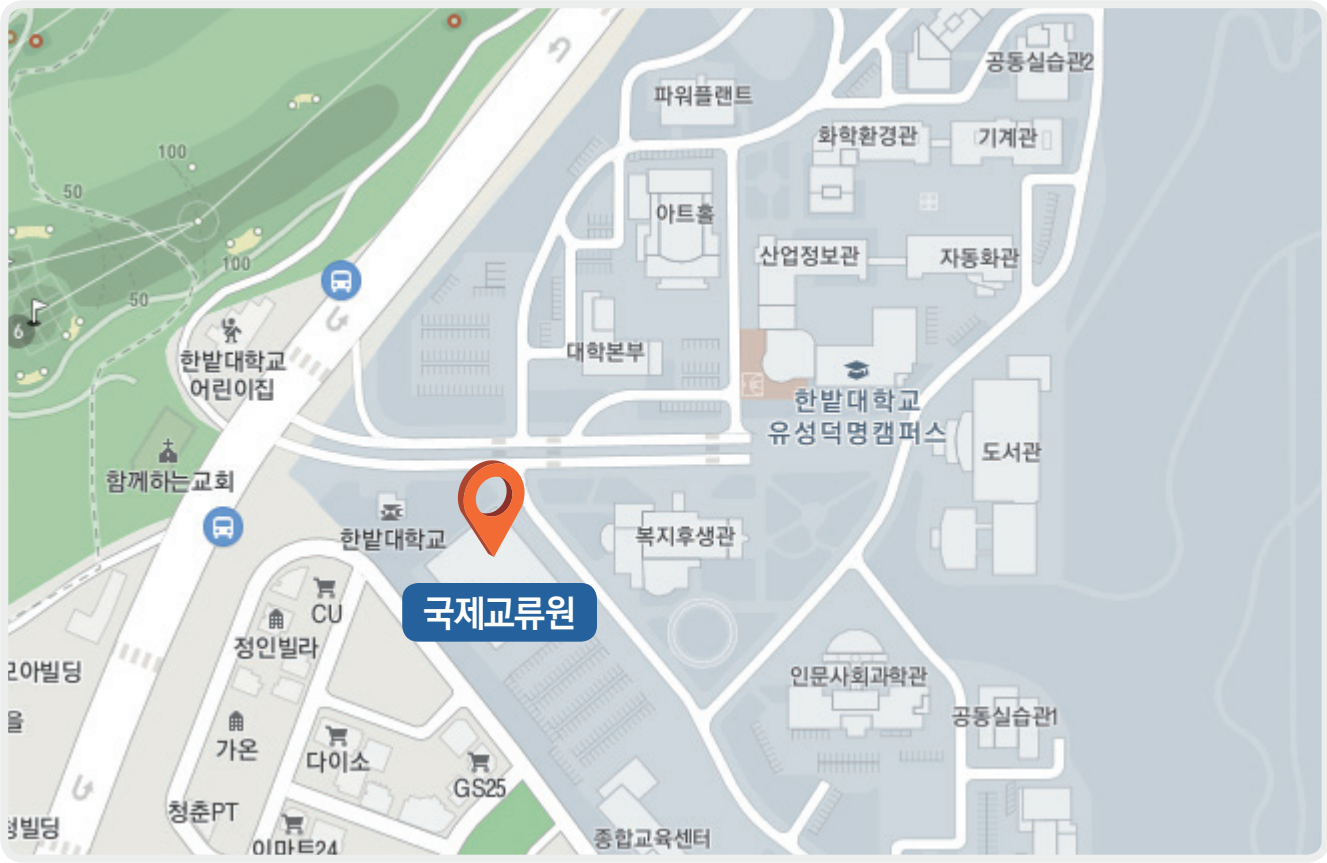 공동실습관2
파워플랜트
화학환경관
기계관
100
50
아트홀
산업정보관
자동화관
100
50
6
한밭대학교
어린이집
대학본부
한밭대학교
유성덕명캠퍼스
도서관
함께하는교회
한밭대학교
복지후생관
국제교류원
CU
정인빌라
모아빌딩
을
인문사회과학관
공동실습관1
가온
다이소
GS25
청춘PT
이마트24
종합교육센터